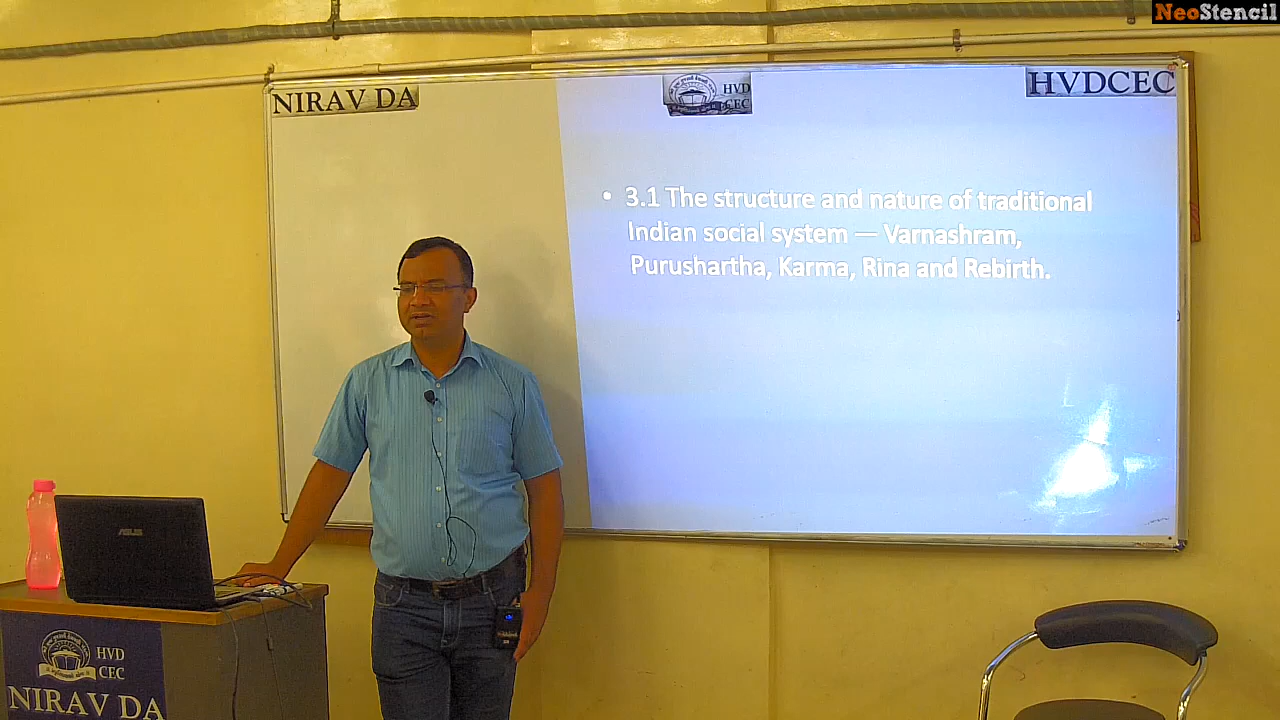 NeoStencil
NIRAV DA
HVD
CEC
HVDCEC
• 3.1 The structure and nature of traditional
Indian social system — Varnashram,
Purushartha, Karma, Rina and Rebirth.
ASUS
HVD
CEC
NIRAV DA